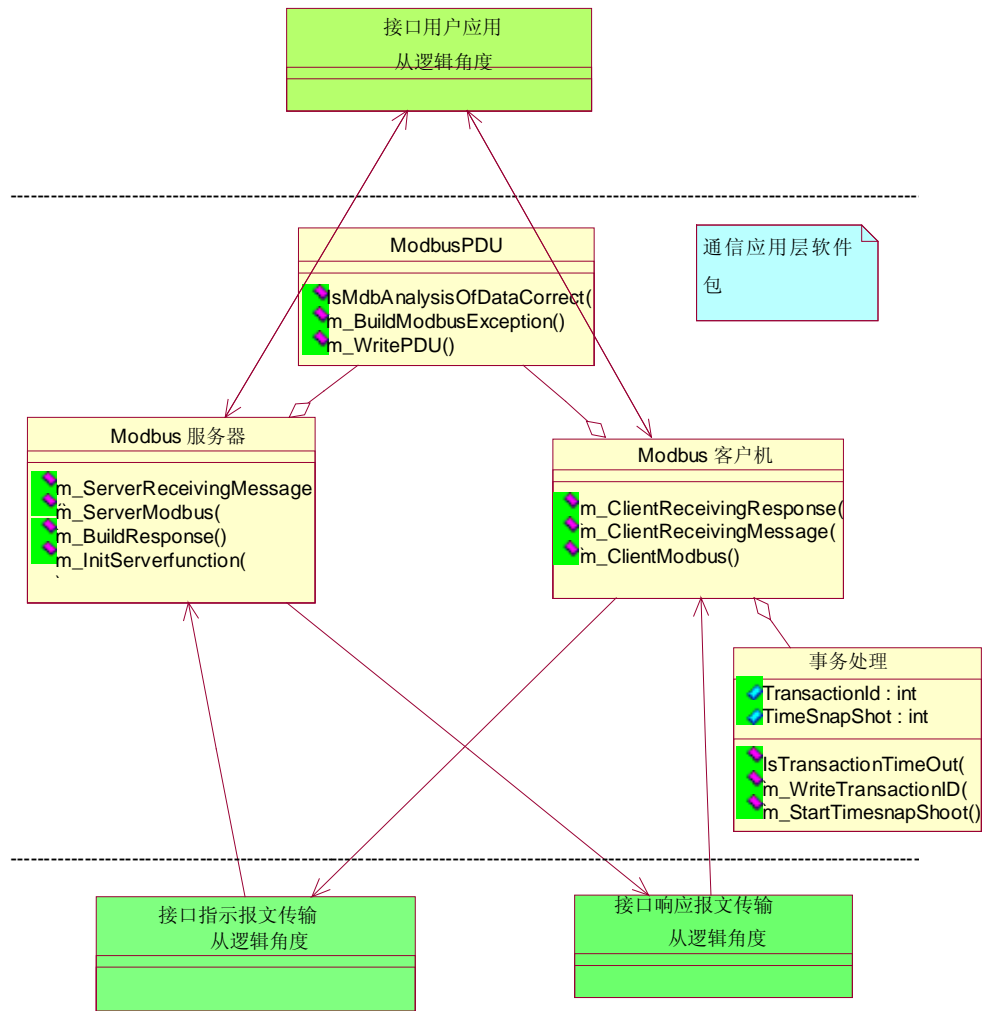 接口用户应用
从逻辑角度
ModbusPDU
IsMdbAnalysisOfDataCorrect(
m_BuildModbusException()
m_WritePDU()
通信应用层软件
包
Modbus 服务器
m_ServerReceivingMessage
m_ServerModbus(
m_BuildResponse()
m_InitServerfunction(
Modbus 客户机
m_ClientReceivingResponse(
m_ClientReceivingMessage(
m_ClientModbus()
事务处理
TransactionId : int
TimeSnapShot : int
IsTransactionTimeOut(
m_WriteTransactionID(
m_StartTimesnapShoot()
接口指示报文传输
从逻辑角度
接口响应报文传输
从逻辑角度